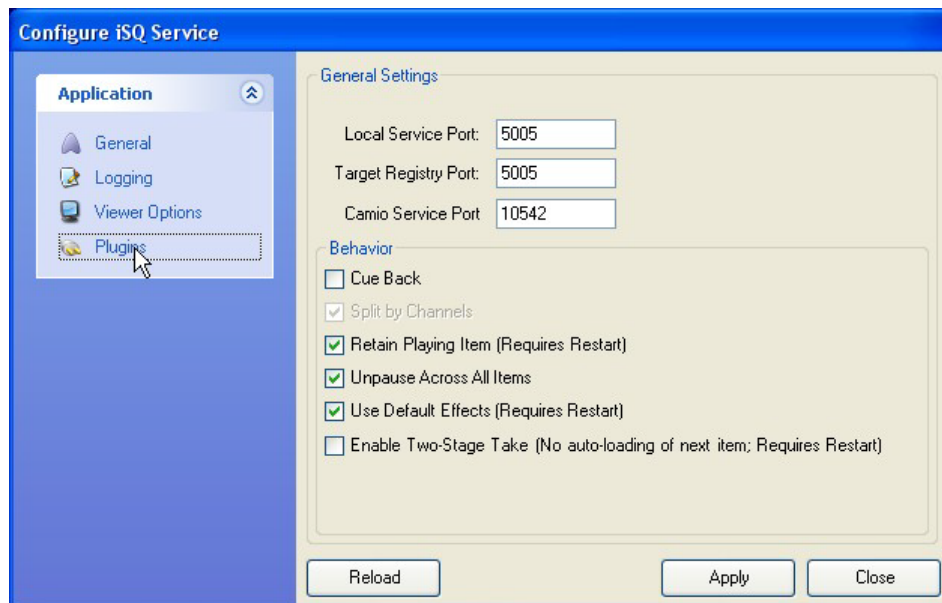 Configure iSQ Service
Application
General
Logging
Viewer Options
Plugins
General Settings
Local Service Port: 5005
Target Registry Port: 5005
Camio Service Port 10542
Behavior
Cue Back
Split by Channels
Retain Playing Item (Requires Restart)
Unpause Across All Items
Use Default Effects (Requires Restart)
Enable Two-Stage Take (No auto-loading of next item; Requires Restart)
Reload Apply Close